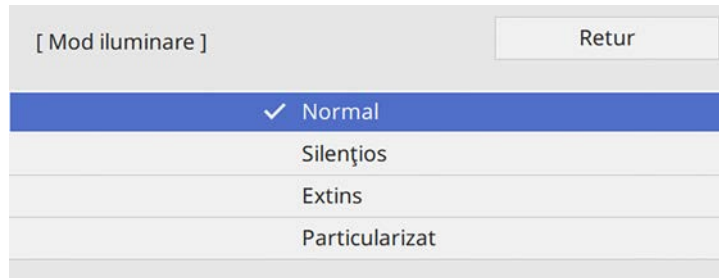 [ Mod iluminare ]
Retur
Normal
Silenţios
Extins
Particularizat